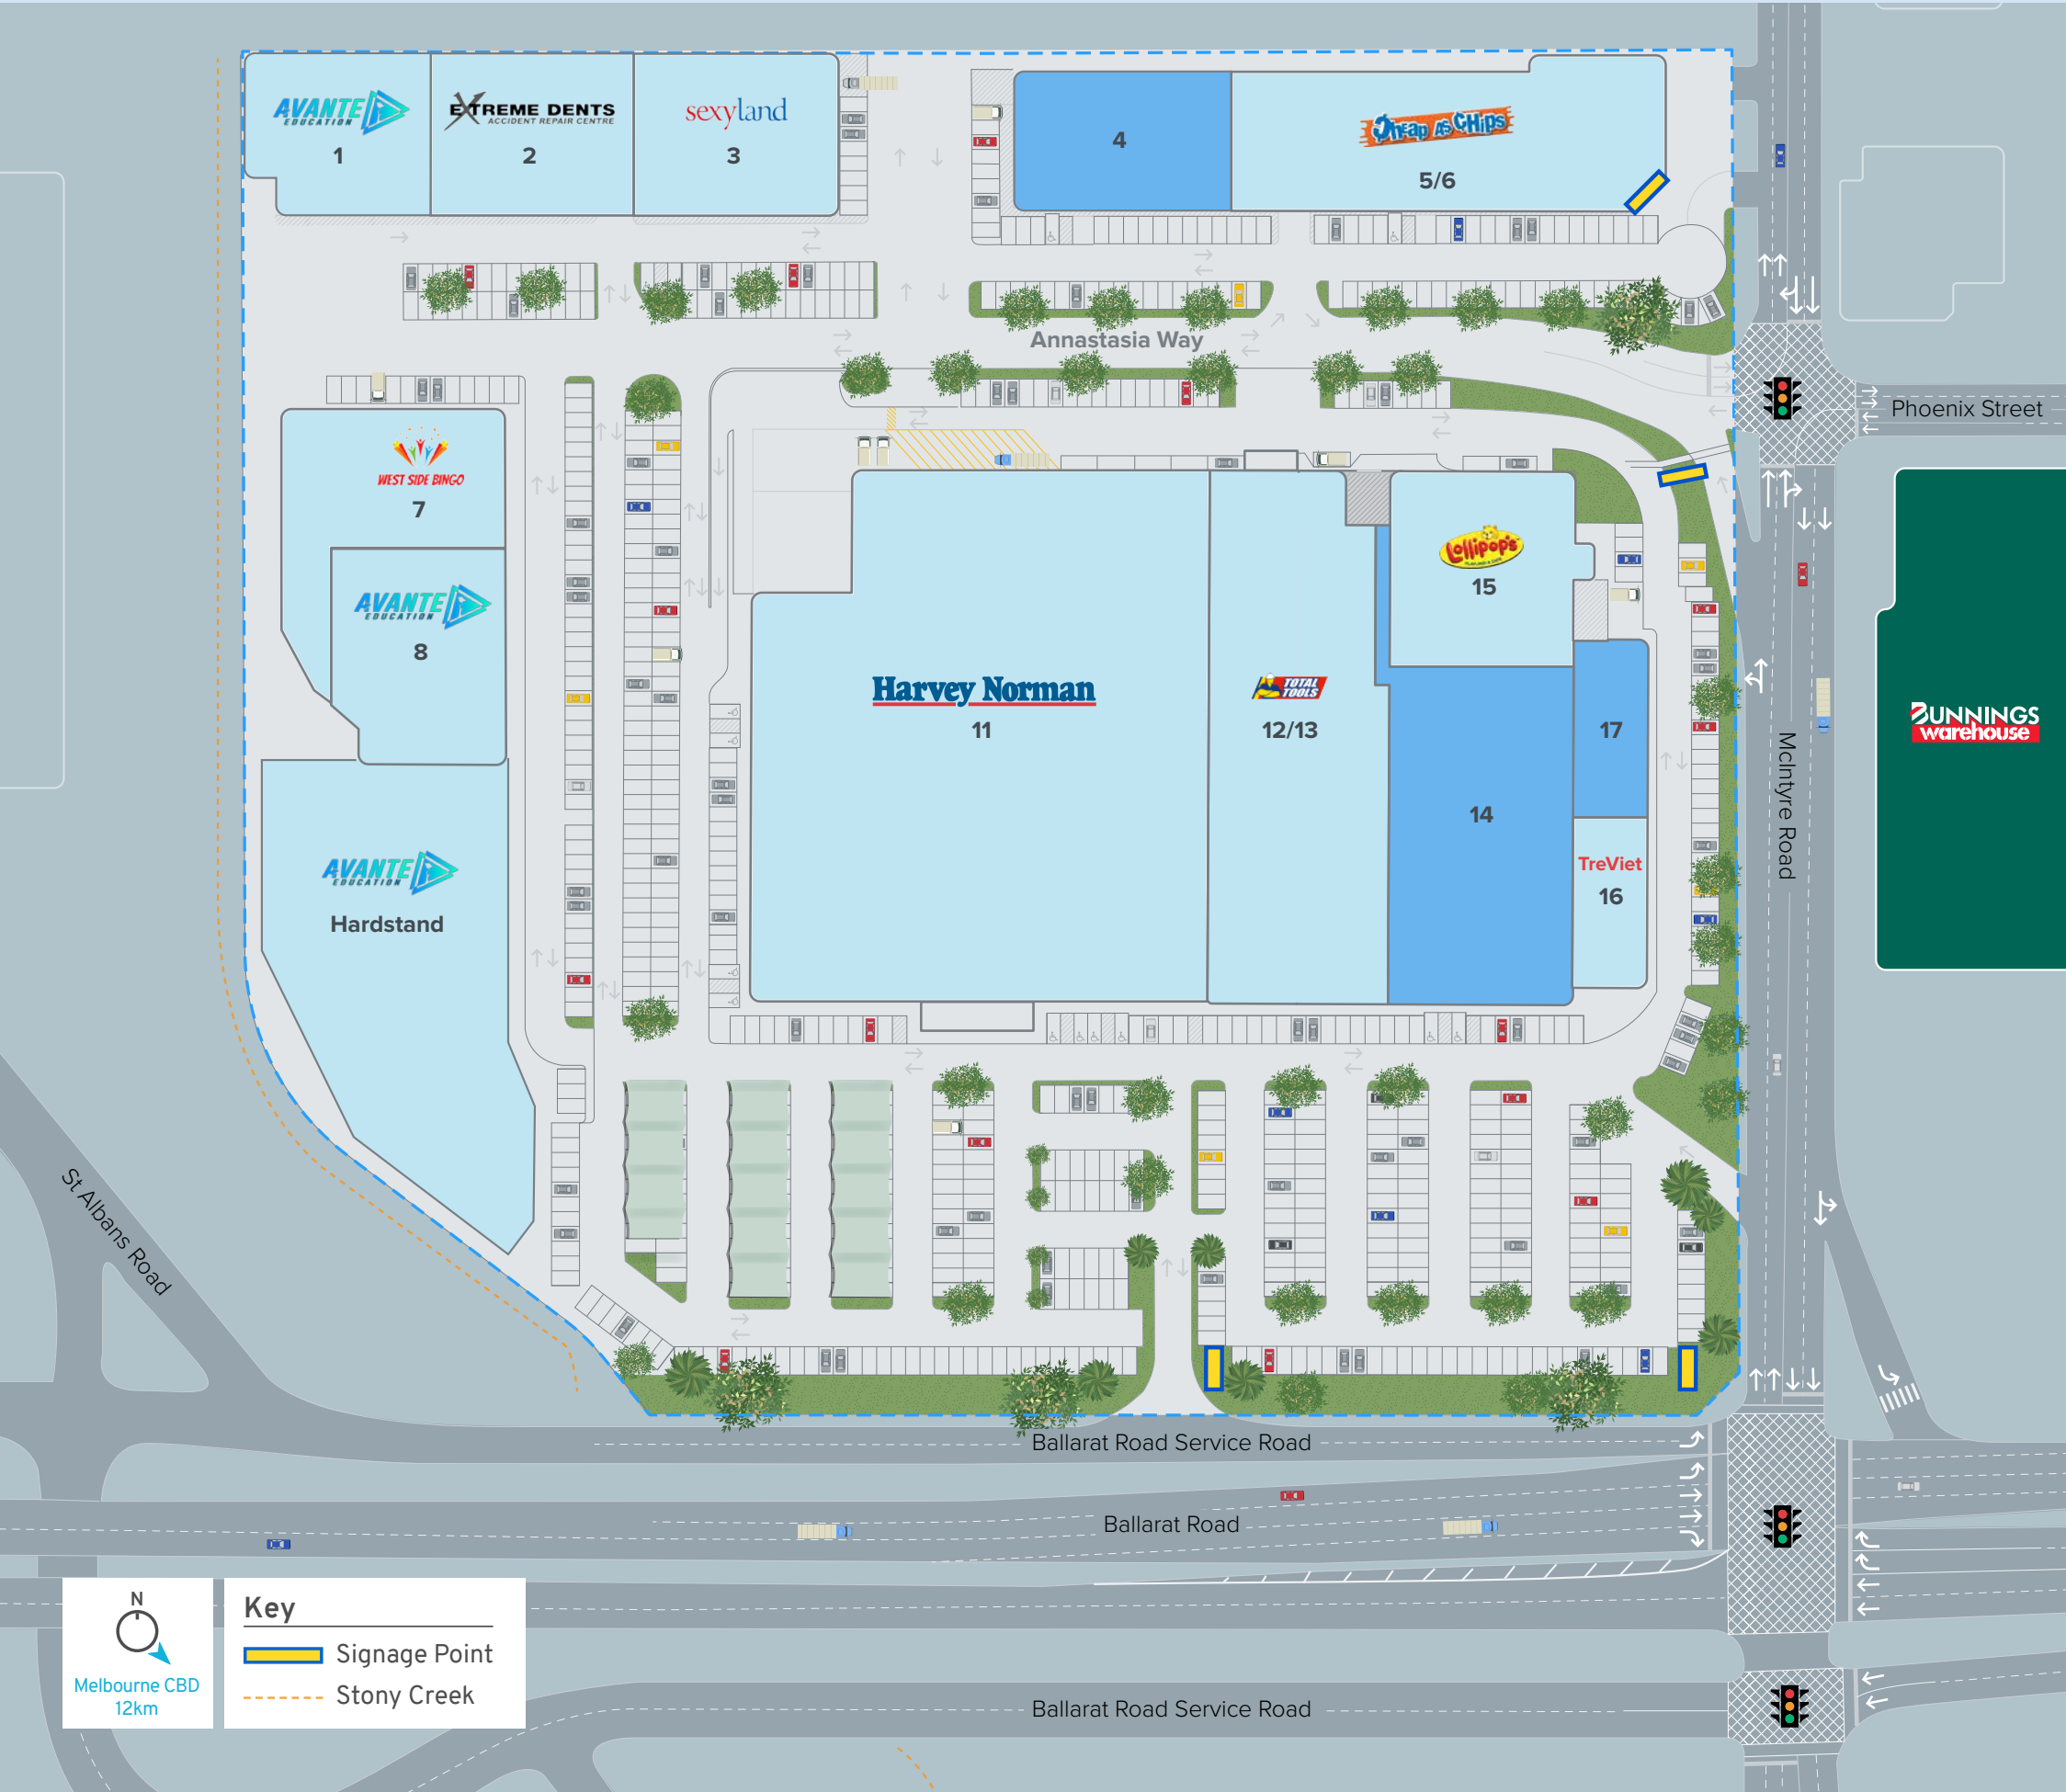 AVANTE
EDUCATION
1
EXTREME DENTS
ACCIDENT REPAIR CENTRE
2
sexyland
3
4
Cheap AS CHips
5/6
Annastasia Way
Phoenix Street
WEST SIDE BINGO
7
AVANTE
EDUCATION
8
Lollipop's
15
Harvey Norman
11
TOTAL
TOOLS
12/13
17
BUNNINGS
warehouse
McIntyre Road
14
TreViet
16
AVANTE
EDUCATION
Hardstand
St Albans Road
Ballarat Road Service Road
Ballarat Road
N
Melbourne CBD
12km
Key
Signage Point
Stony Creek
Ballarat Road Service Road